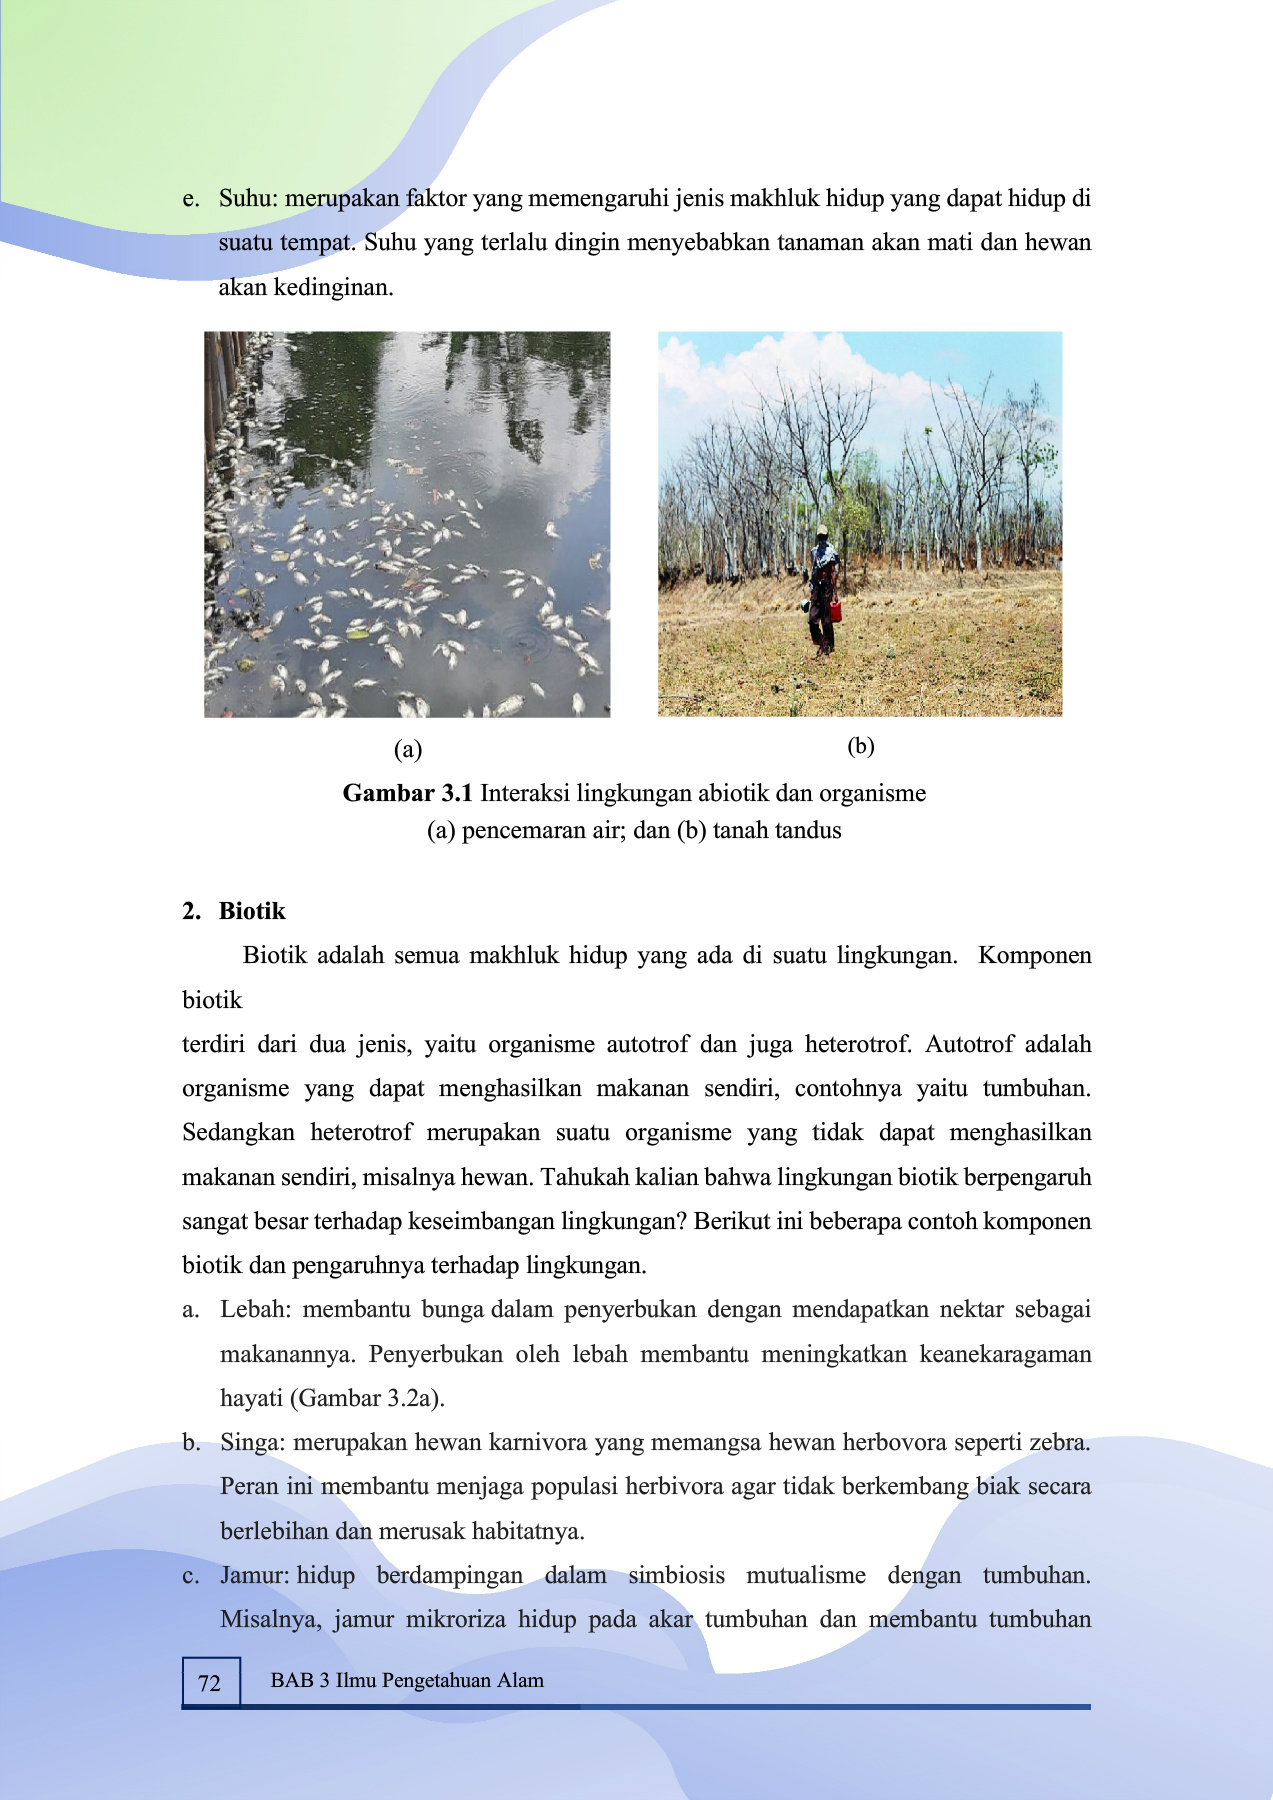 e. Suhu: merupakan faktor yang memengaruhi jenis makhluk hidup yang dapat hidup di
suatu tempat. Suhu yang terlalu dingin menyebabkan tanaman akan mati dan hewan
akan kedinginan.
(a)
(b)
Gambar 3.1 Interaksi lingkungan abiotik dan organisme
(a) pencemaran air; dan (b) tanah tandus
2. Biotik
Biotik adalah semua makhluk hidup yang ada di suatu lingkungan. Komponen
biotik
terdiri dari dua jenis, yaitu organisme autotrof dan juga heterotrof. Autotrof adalah
organisme yang dapat menghasilkan makanan sendiri, contohnya yaitu tumbuhan.
Sedangkan heterotrof merupakan suatu organisme yang tidak dapat menghasilkan
makanan sendiri, misalnya hewan. Tahukah kalian bahwa lingkungan biotik berpengaruh
sangat besar terhadap keseimbangan lingkungan? Berikut ini beberapa contoh komponen
biotik dan pengaruhnya terhadap lingkungan.
a. Lebah: membantu bunga dalam penyerbukan dengan mendapatkan nektar sebagai
makanannya. Penyerbukan oleh lebah membantu meningkatkan keanekaragaman
hayati (Gambar 3.2a).
b. Singa: merupakan hewan karnivora yang memangsa hewan herbovora seperti zebra.
Peran ini membantu menjaga populasi herbivora agar tidak berkembang biak secara
berlebihan dan merusak habitatnya.
c. Jamur: hidup berdampingan dalam simbiosis mutualisme dengan tumbuhan.
Misalnya, jamur mikroriza hidup pada akar tumbuhan dan membantu tumbuhan
72 BAB 3 Ilmu Pengetahuan Alam